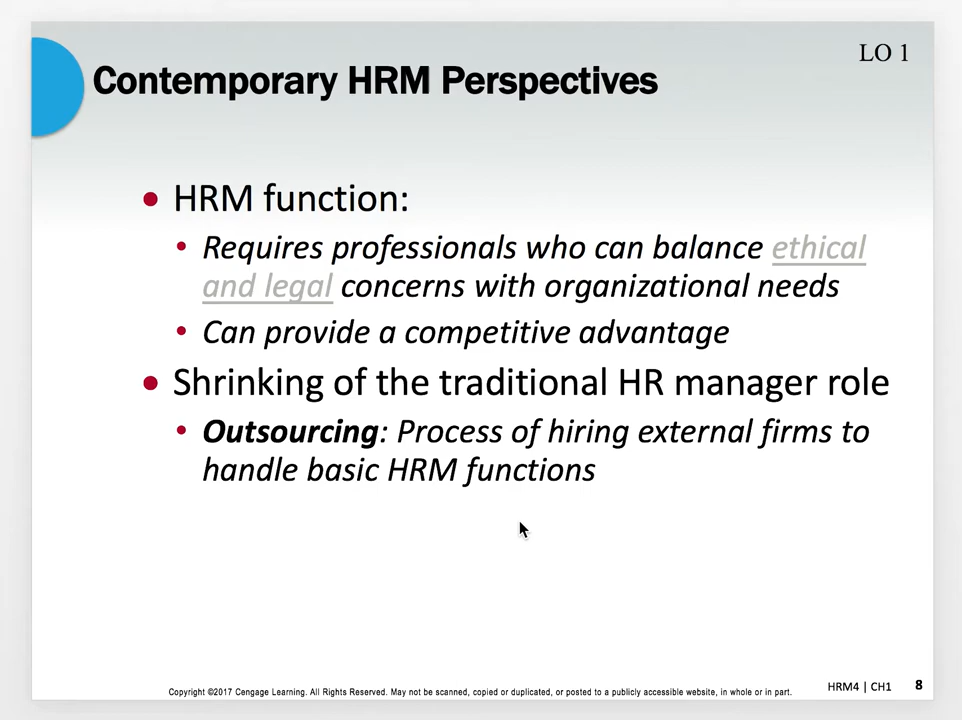 LO 1
Contemporary HRM Perspectives
• HRM function:
• Requires professionals who can balance ethical
and legal concerns with organizational needs
• Can provide a competitive advantage
• Shrinking of the traditional HR manager role
• Outsourcing: Process of hiring external firms to
handle basic HRM functions
Copyright ©2017 Cengage Learning. All Rights Reserved. May not be scanned, copied or duplicated, or posted to a publicly accessible website, in whole or in part.
HRM4 | CH1 8